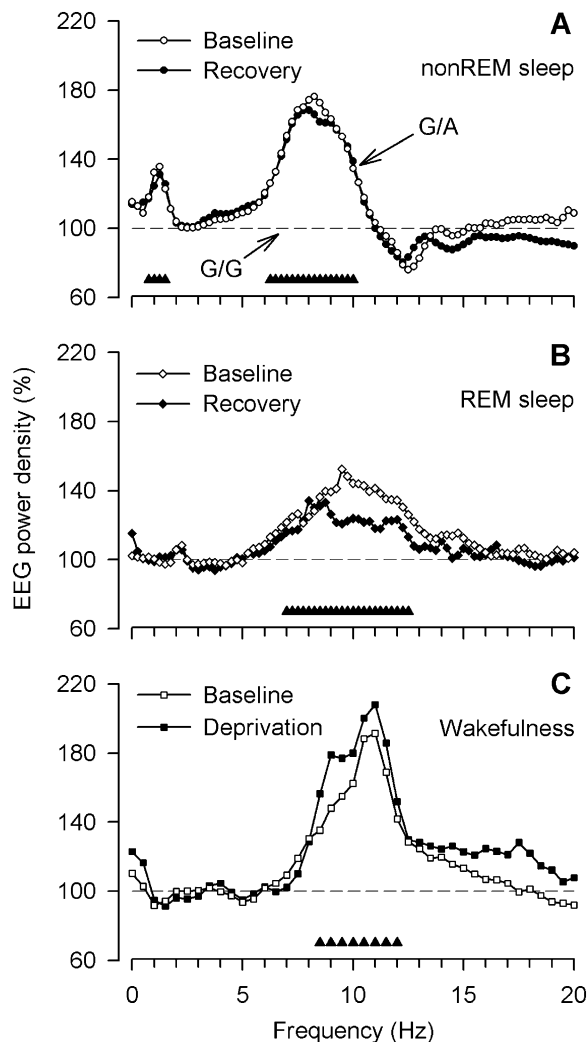 EEG power density (%)
A
220
Baseline
Recovery
nonREM sleep
180
G/A
140
100
G/G
60
B
220
Baseline
Recovery
REM sleep
180
140
100
60
C
220
Baseline
Deprivation
Wakefulness
180
140
100
60
0 5 10 15 20
Frequency (Hz)